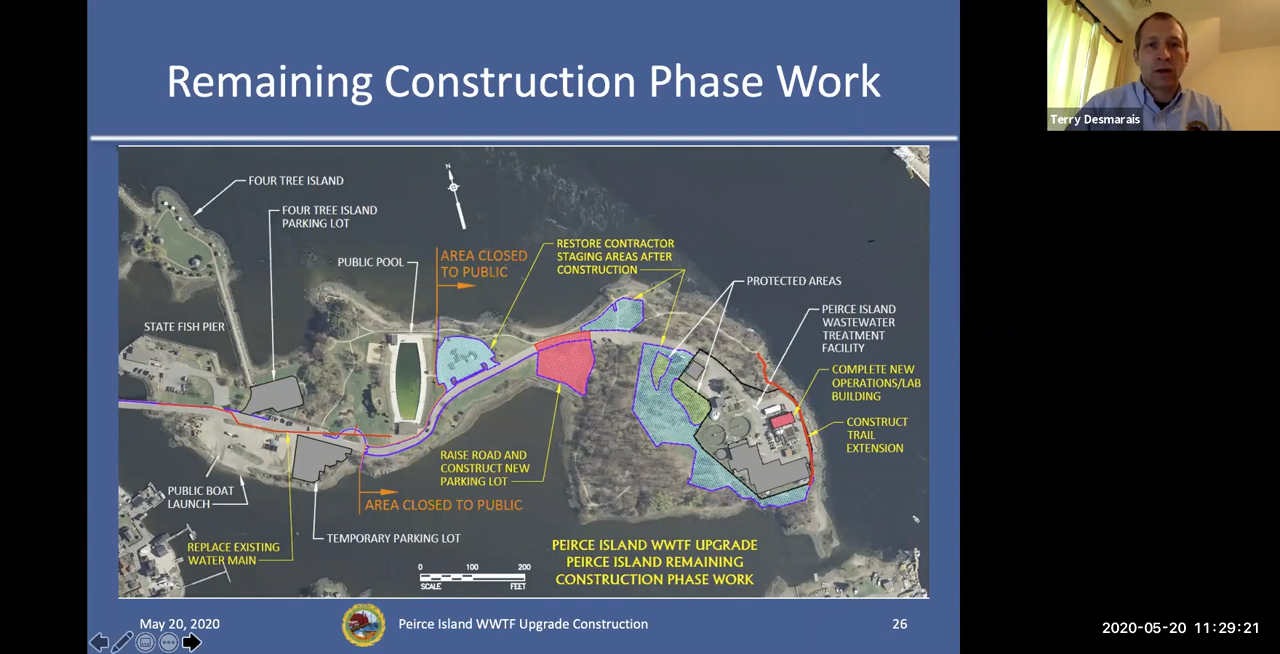 Remaining Construction Phase Work
Terry Desmarais
FOUR TREE ISLAND
FOUR TREE ISLAND
PARKING LOT
N
PUBLIC POOL
AREA CLOSED
TO PUBLIC
RESTORE CONTRACTOR
STAGING AREAS AFTER
CONSTRUCTION
PROTECTED AREAS
PEIRCE ISLAND
WASTEWATER
TREATMENT
FACILITY
STATE FISH PIER
COMPLETE NEW
OPERATIONS/LAB
BUILDING
CONSTRUCT
TRAIL
EXTENSION
RAISE ROAD AND
CONSTRUCT NEW
PARKING LOT
PUBLIC BOAT
LAUNCH
AREA CLOSED TO PUBLIC
REPLACE EXISTING
WATER MAIN
TEMPORARY PARKING LOT
PEIRCE ISLAND WWTF UPGRADE
PEIRCE ISLAND REMAINING
CONSTRUCTION PHASE WORK
0 100 200
SCALE FEET
May 20, 2020
Peirce Island WWTF Upgrade Construction
26
2020-05-20 11:29:21